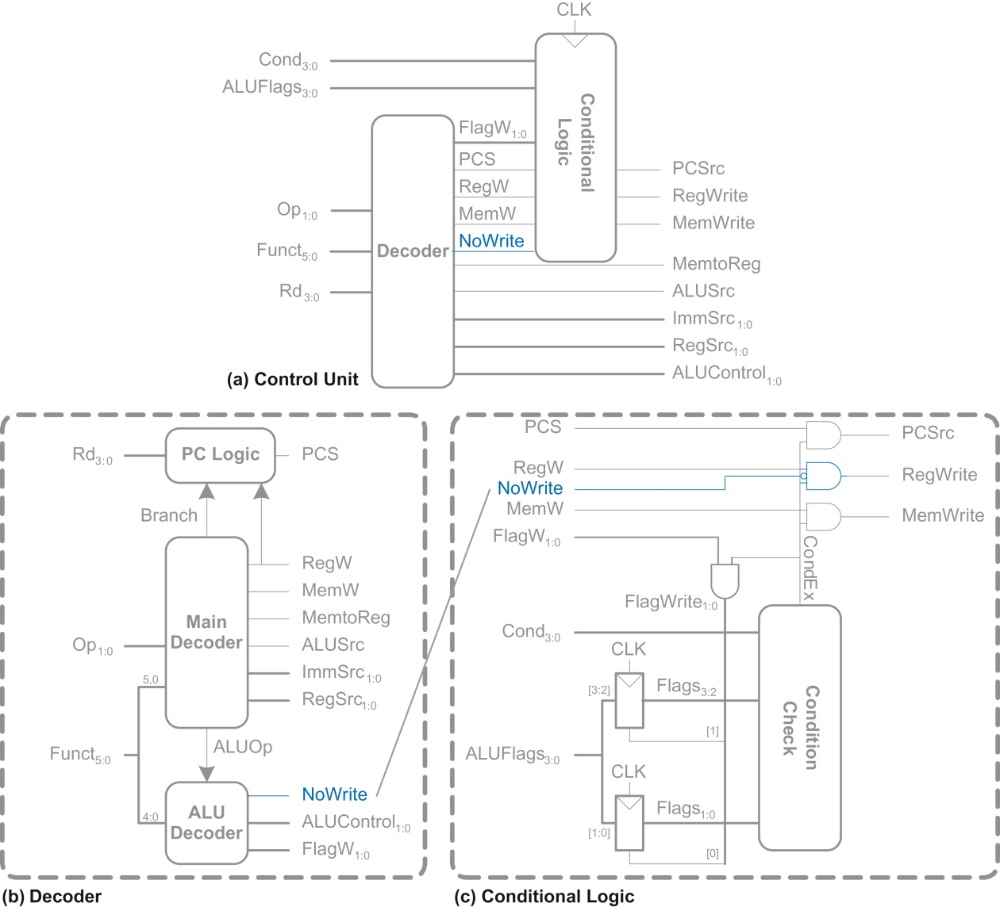 CLK
Cond3:0
ALUFlags3:0
Conditional
Logic
FlagW1:0
PCS
RegW
MemW
NoWrite
PCSrc
RegWrite
MemWrite
Op1:0
Funct5:0
Rd3:0
Decoder
MemtoReg
ALUSrc
ImmSrc1:0
RegSrc1:0
ALUControl1:0
(a) Control Unit
Rd3:0
PC Logic
PCS
Branch
RegW
MemW
MemtoReg
ALUSrc
ImmSrc1:0
RegSrc1:0
Main
Decoder
Op1:0
5,0
Funct5:0
ALUOp
4:0
ALU
Decoder
NoWrite
ALUControl1:0
FlagW1:0
(b) Decoder
PCS
PCSrc
RegW
NoWrite
RegWrite
MemW
MemWrite
FlagW1:0
CondEx
FlagWrite1:0
Cond3:0
CLK
[3:2]
Flags3:2
[1]
Condition
Check
ALUFlags3:0
CLK
[1:0]
Flags1:0
[0]
(c) Conditional Logic